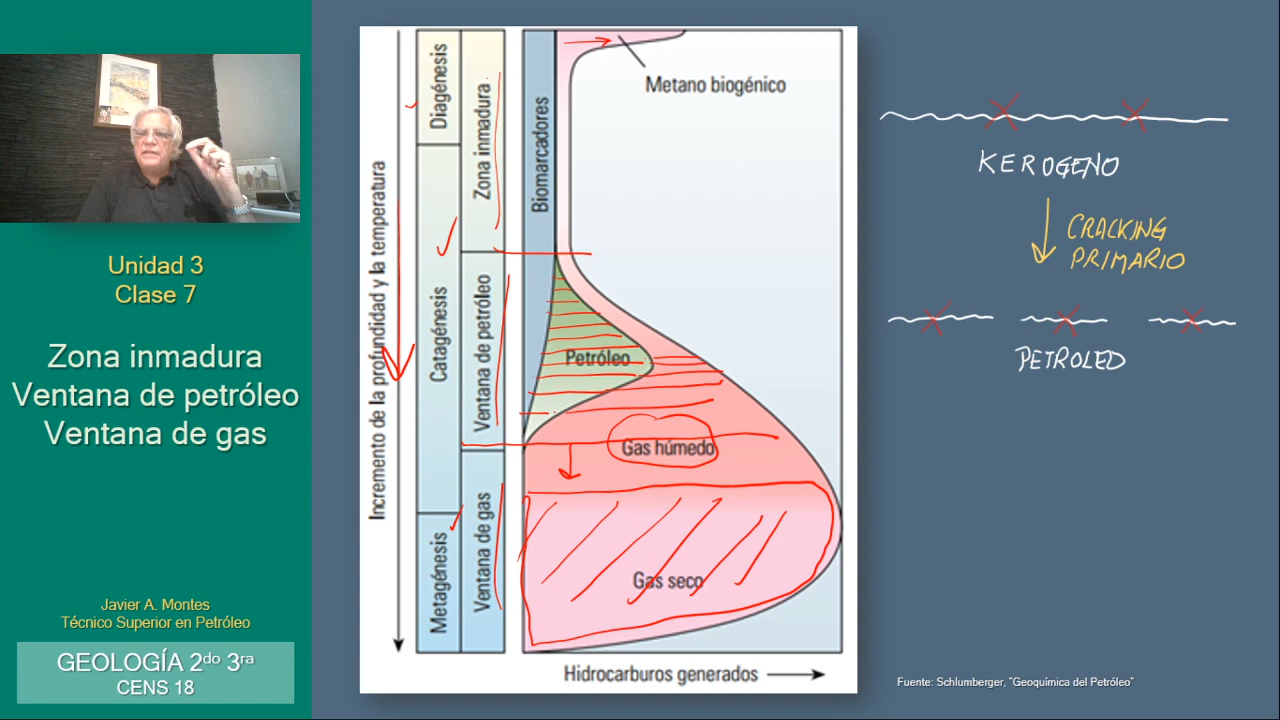 Unidad 3
Clase 7
Zona inmadura
Ventana de petróleo
Ventana de gas
Javier A. Montes
Técnico Superior en Petróleo
GEOLOGÍA 2do 3ra
CENS 18
Incremento de la profundidad y la temperatura
Diagénesis
Catagénesis
Metagénesis
Zona inmadura
Ventana de petróleo
Ventana de gas
Biomarcadores
Metano biogénico
Petróleo
Gas húmedo
Gas seco
Hidrocarburos generados
KEROGENO
CRACKING
PRIMARIO
PETROLEO
Fuente: Schlumberger, "Geoquímica del Petróleo"